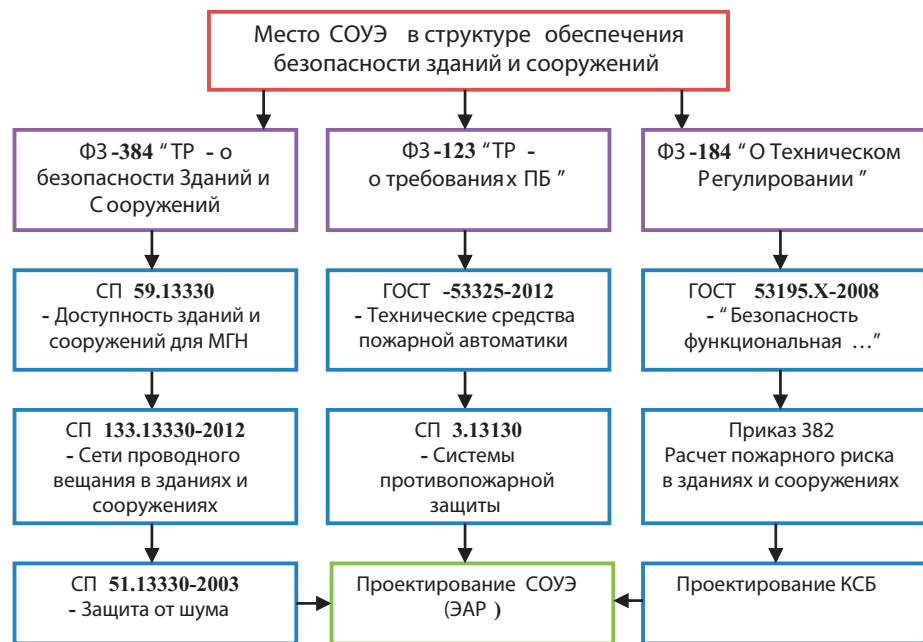 Место СОУЭ в структуре обеспечения
безопасности зданий и сооружений
ФЗ -384 “ ТР - о
безопасности Зданий и
С ооружений
ФЗ -123 “ТР -
о требования х ПБ ”
ФЗ -184 “ О Техническом
Регулировании ”
СП 59.13330
- Доступность зданий и
сооружений для МГН
ГОСТ -53325-2012
- Технические средства
пожарной автоматики
ГОСТ 53195.X-2008
- “ Безопасность
функциональная …”
СП 133.13330-2012
- Сети проводного
вещания в зданиях и
сооружениях
СП 3.13130
- Системы
противопожарной
защиты
Приказ 382
Расчет пожарного риска
в зданиях и сооружениях
СП 51.13330-2003
- Защита от шума
Проектирование СОУЭ
(ЭАР )
Проектирование КСБ